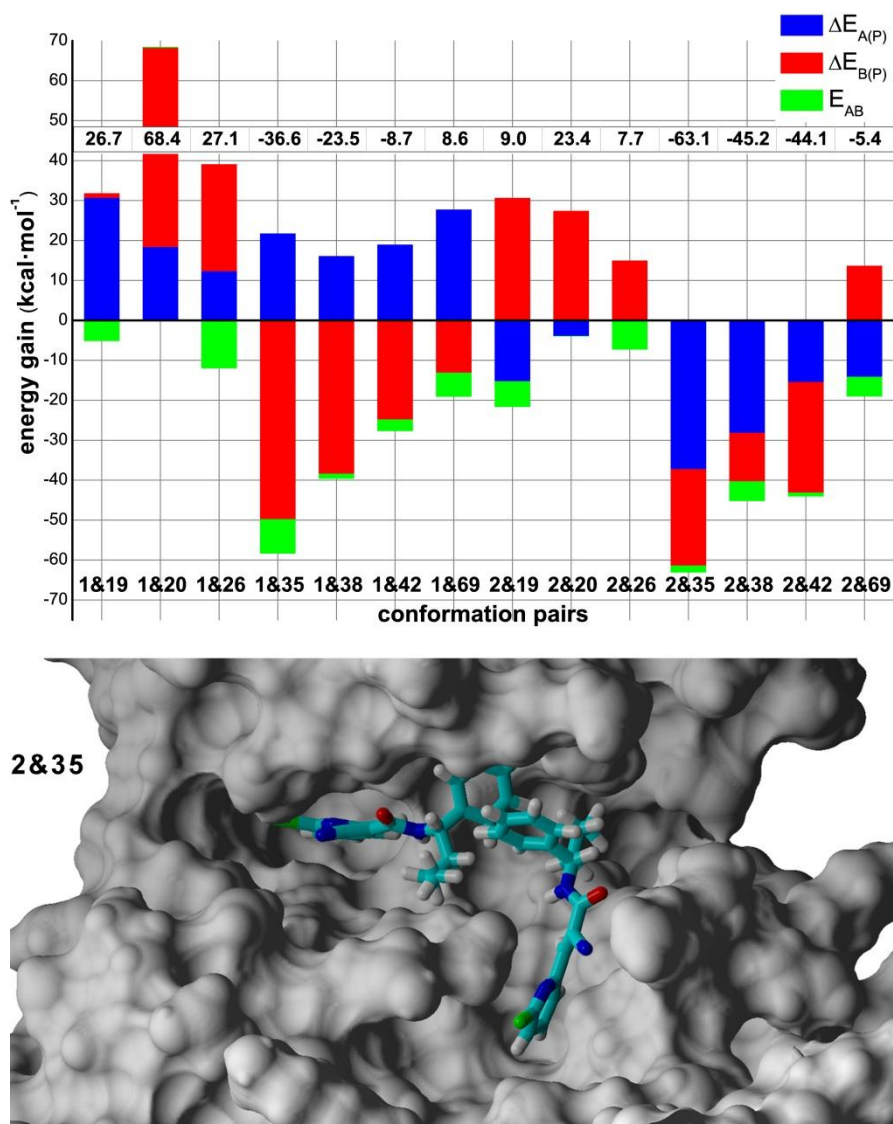 ΔE_A(P)
ΔE_B(P)
E_AB
70
60
50
26.7 68.4 27.1 -36.6 -23.5 -8.7 8.6 9.0 23.4 7.7 -63.1 -45.2 -44.1 -5.4
40
30
20
10
0
-10
-20
-30
-40
-50
-60
-70
energy gain (kcal·mol⁻¹)
1&19 1&20 1&26 1&35 1&38 1&42 1&69 2&19 2&20 2&26 2&35 2&38 2&42 2&69
conformation pairs
2&35